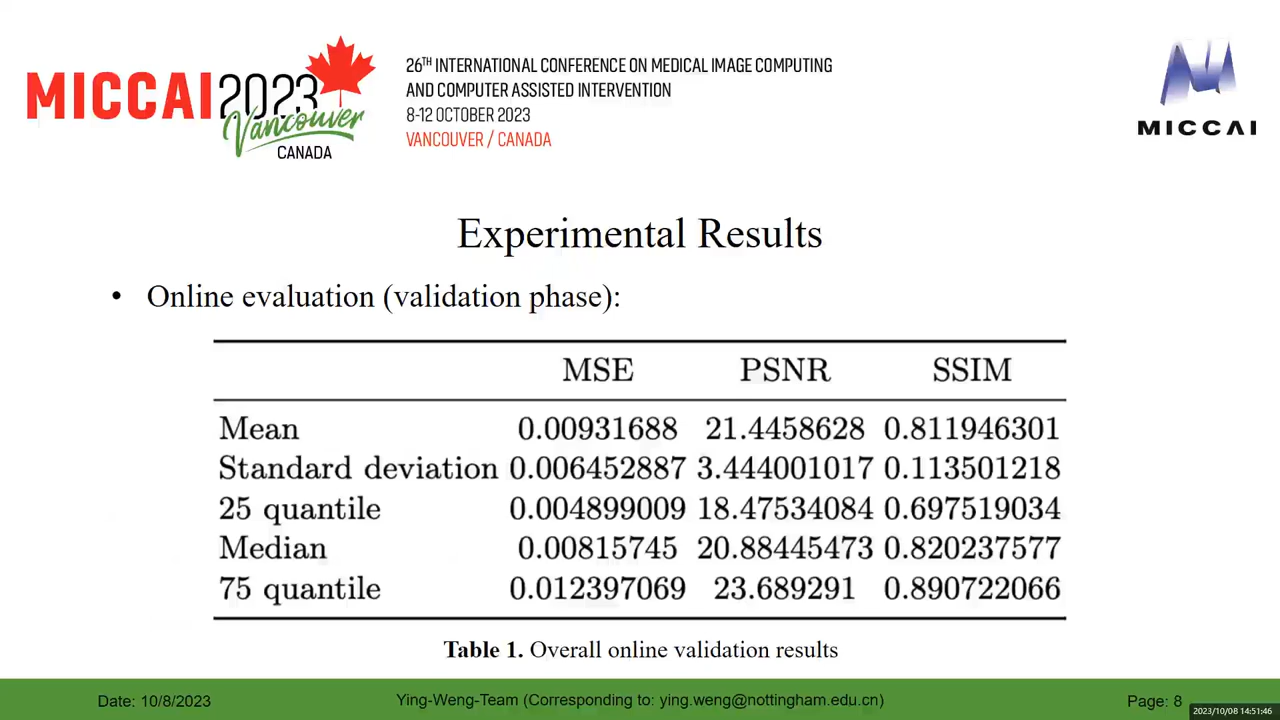 MICCAI2023
Vancouver
CANADA
26TH INTERNATIONAL CONFERENCE ON MEDICAL IMAGE COMPUTING
AND COMPUTER ASSISTED INTERVENTION
8-12 OCTOBER 2023
VANCOUVER / CANADA
MICCAI
Experimental Results
• Online evaluation (validation phase):
MSE PSNR SSIM
Mean 0.00931688 21.4458628 0.811946301
Standard deviation 0.006452887 3.444001017 0.113501218
25 quantile 0.004899009 18.47534084 0.697519034
Median 0.00815745 20.88445473 0.820237577
75 quantile 0.012397069 23.689291 0.890722066
Table 1. Overall online validation results
Date: 10/8/2023 Ying-Weng-Team (Corresponding to: ying.weng@nottingham.edu.cn) Page: 8
2023/10/08 14:51:46